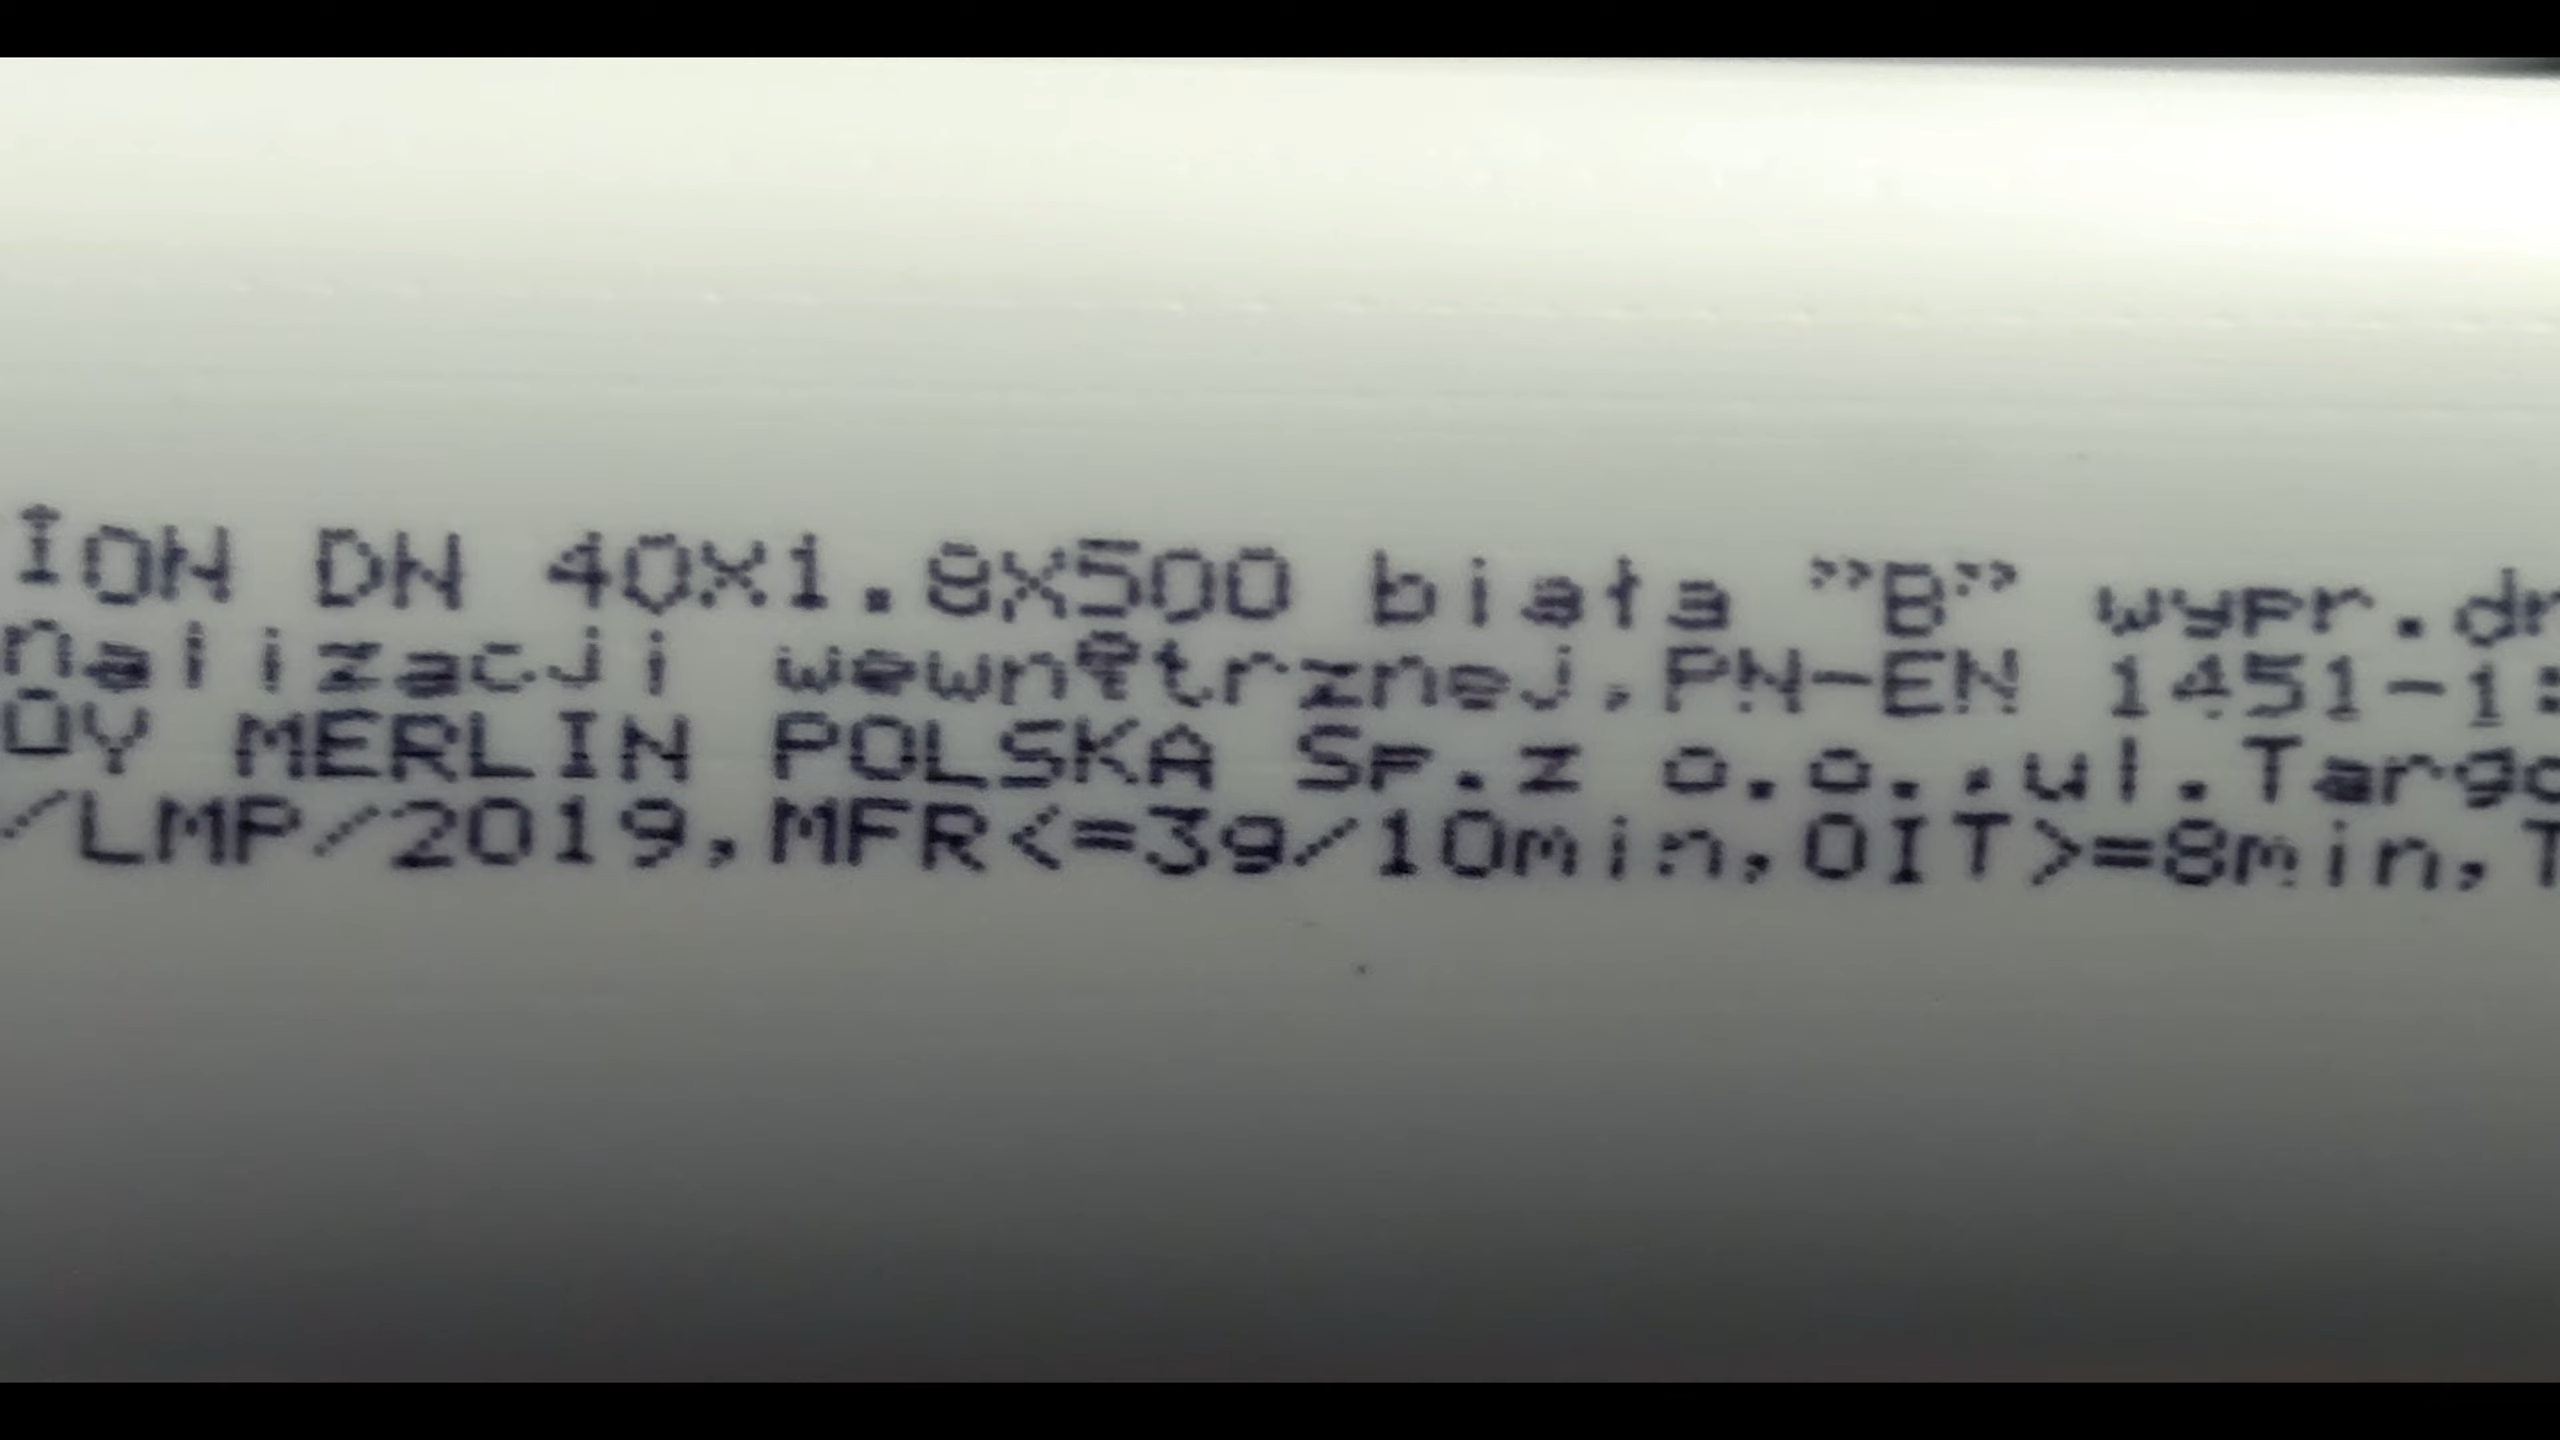 ION DN 40X1.8X500 biała ”B” wypr.dr
nalizacji wewnętrznej,PN-EN 1451-1:
OY MERLIN POLSKA Sp.z o.o.,ul.Targo
/LMP/2019,MFR<=3g/10min,OIT>=8min,T